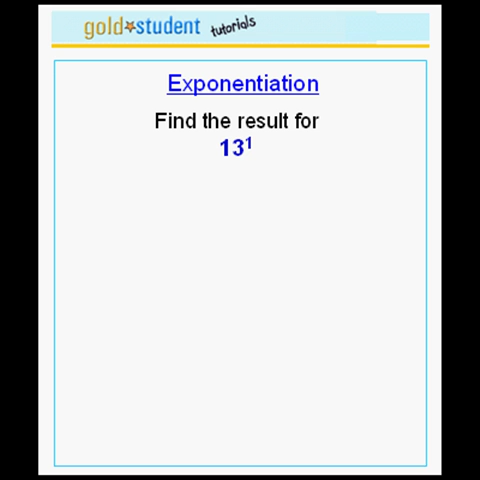 gold student tutorials
Exponentiation
Find the result for
13¹